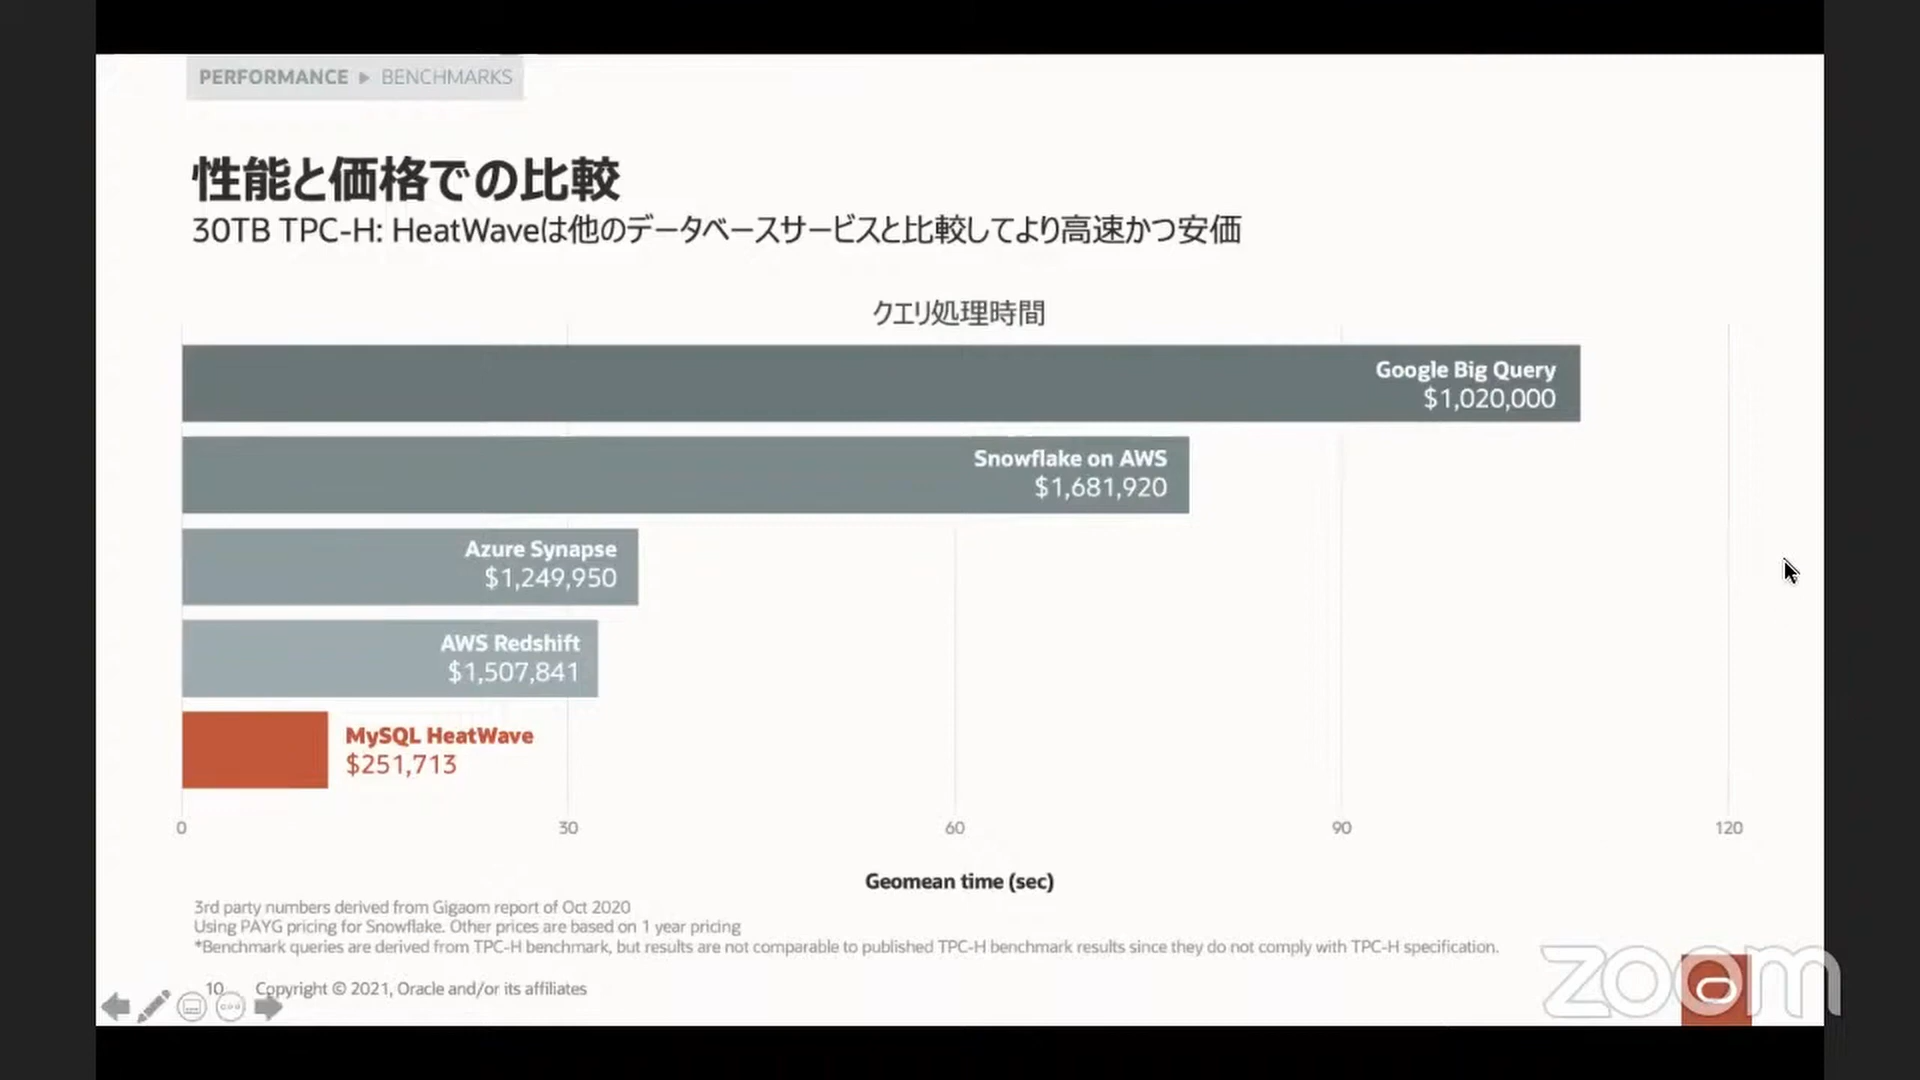 PERFORMANCE ▶ BENCHMARKS
性能と価格での比較
30TB TPC-H: HeatWaveは他のデータベースサービスと比較してより高速かつ安価
クエリ処理時間
Google Big Query
$1,020,000
Snowflake on AWS
$1,681,920
Azure Synapse
$1,249,950
AWS Redshift
$1,507,841
MySQL HeatWave
$251,713
0 30 60 90 120
Geomean time (sec)
3rd party numbers derived from Gigaom report of Oct 2020
Using PAYG pricing for Snowflake. Other prices are based on 1 year pricing
*Benchmark queries are derived from TPC-H benchmark, but results are not comparable to published TPC-H benchmark results since they do not comply with TPC-H specification.
10 Copyright © 2021, Oracle and/or its affiliates
zoom